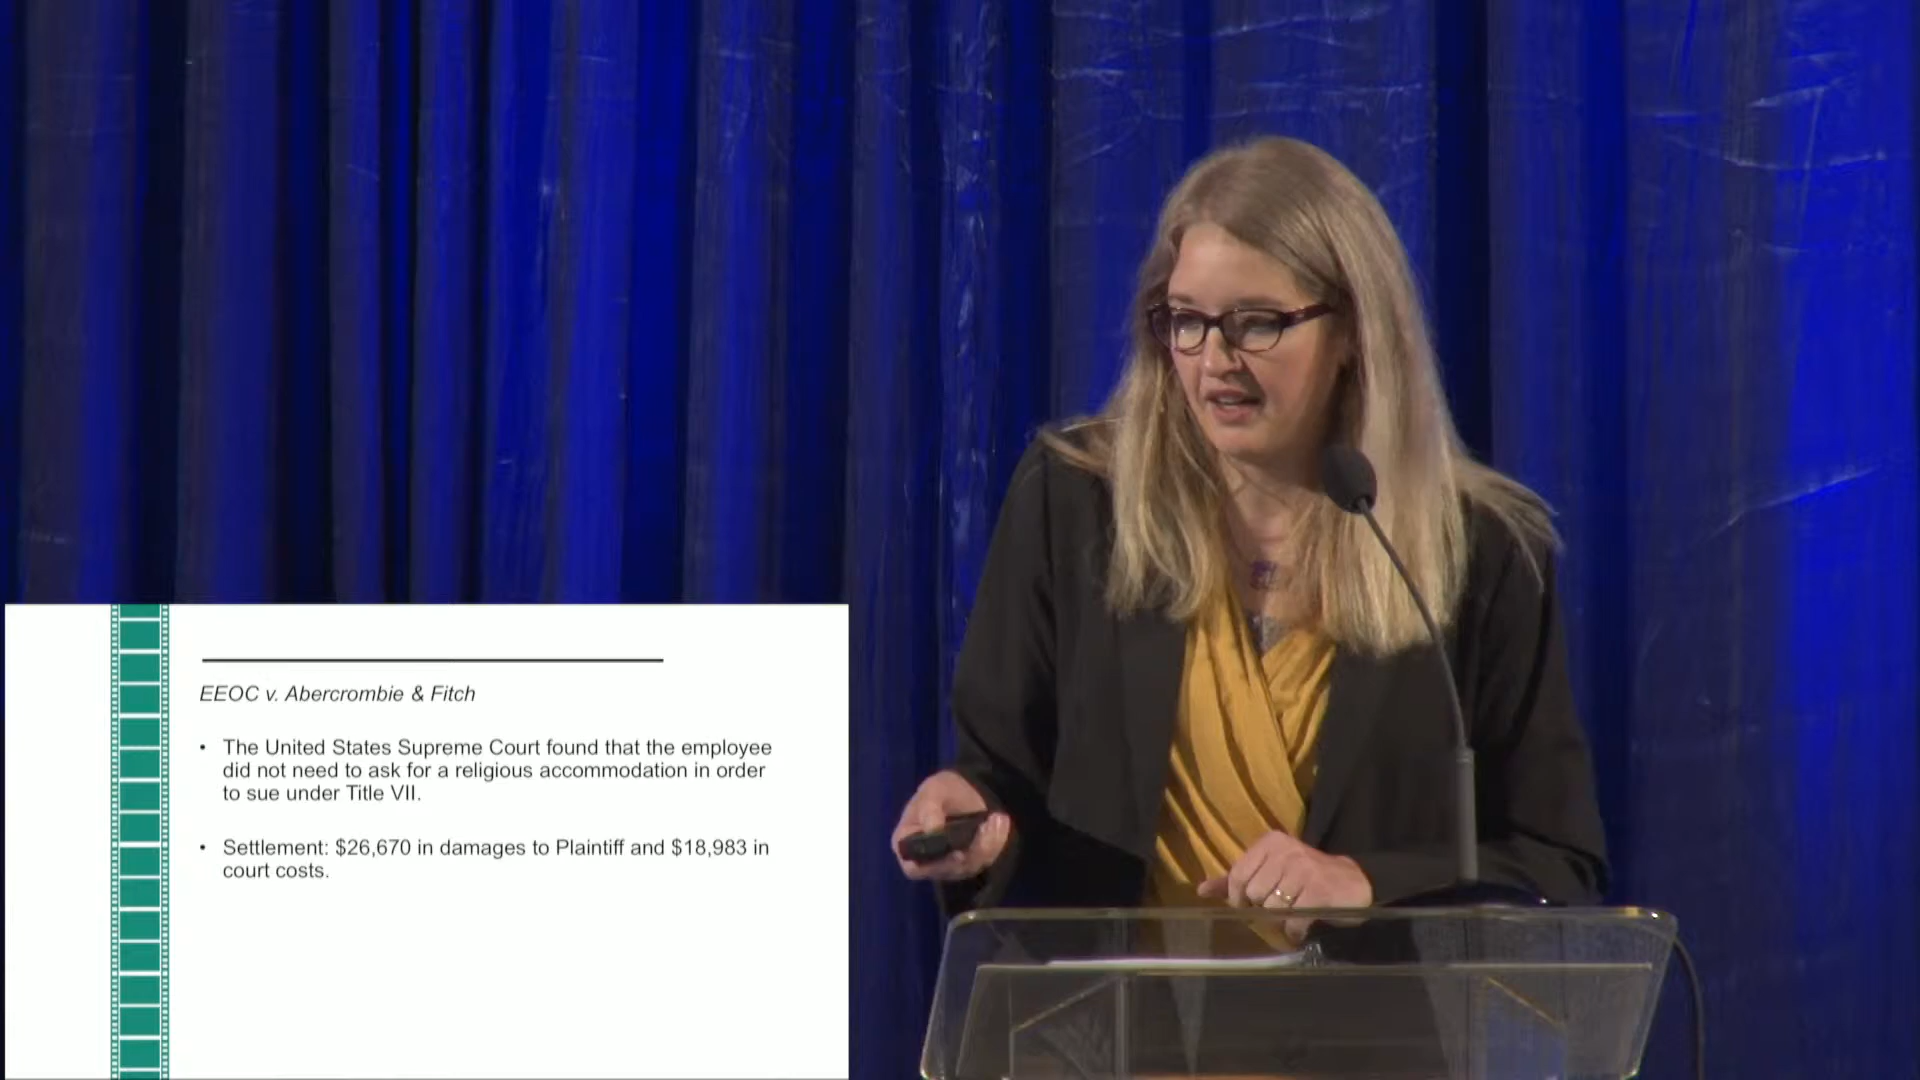 EEOC v. Abercrombie & Fitch
• The United States Supreme Court found that the employee
did not need to ask for a religious accommodation in order
to sue under Title VII.
• Settlement: $26,670 in damages to Plaintiff and $18,983 in
court costs.